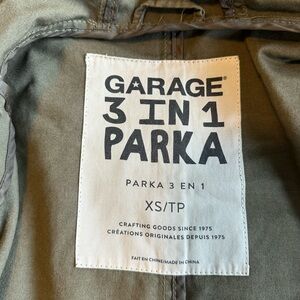 GARAGE®
3 IN 1
PARKA
PARKA 3 EN 1
XS/TP
CRAFTING GOODS SINCE 1975
CRÉATIONS ORIGINALES DEPUIS 1975
FAIT EN CHINE/MADE IN CHINA